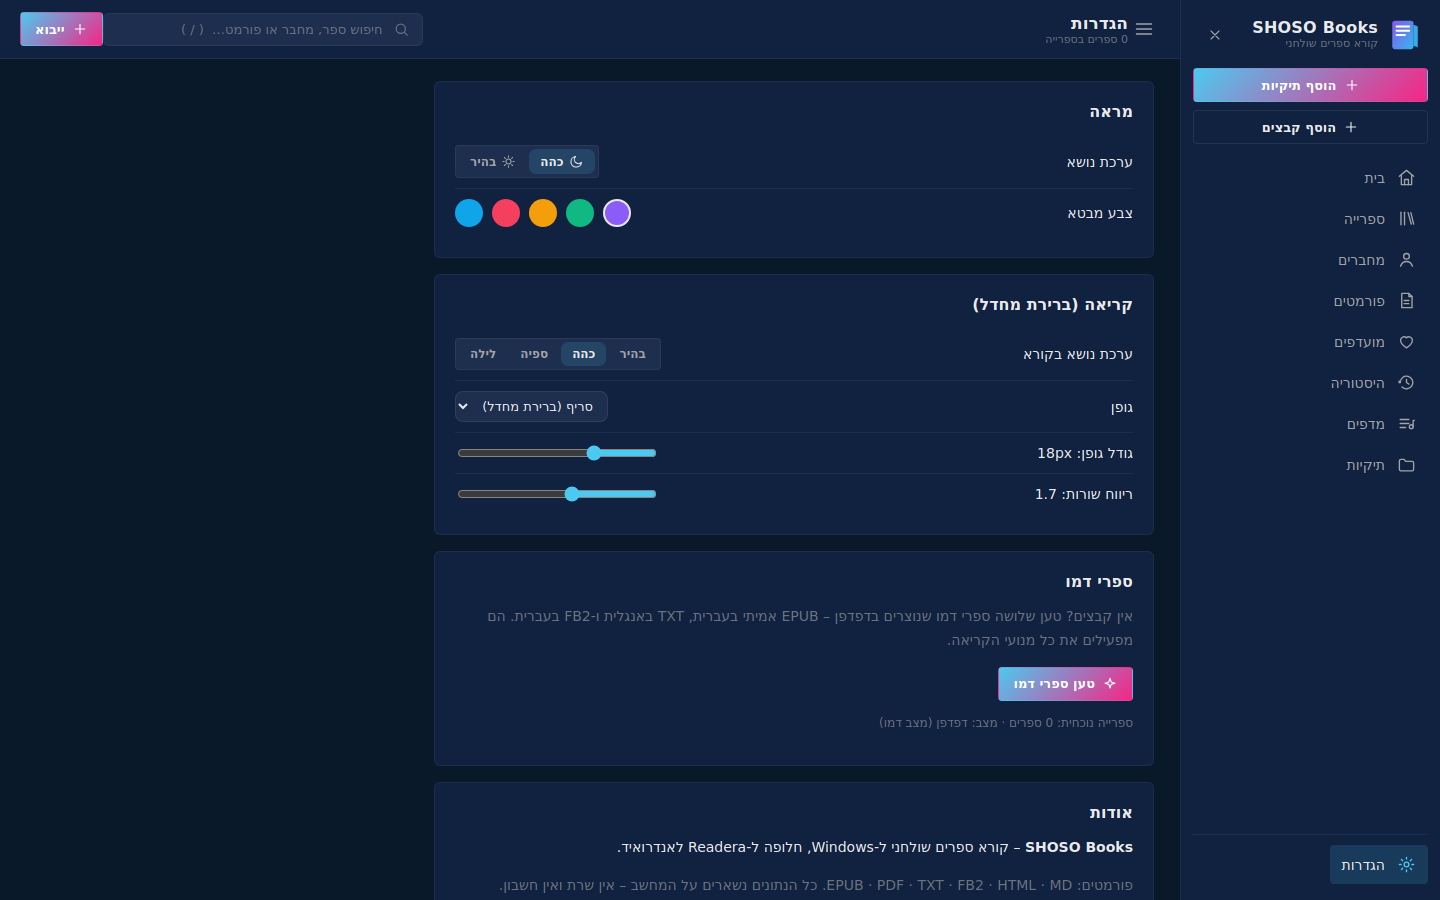 SHOSO Books
קורא ספרים שולחני
הוסף תיקיות
הוסף קבצים
בית
ספרייה
מחברים
פורמטים
מועדפים
היסטוריה
מדפים
תיקיות
הגדרות
הגדרות
0 ספרים בספרייה
חיפוש ספר, מחבר או פורמט... ( / )
ייבוא
מראה
ערכת נושא
כהה
בהיר
צבע מבטא
קריאה (ברירת מחדל)
ערכת נושא בקורא
בהיר
כהה
ספיה
לילה
גופן
סריף (ברירת מחדל)
גודל גופן: 18px
ריווח שורות: 1.7
ספרי דמו
אין קבצים? טען שלושה ספרי דמו שנוצרים בדפדפן – EPUB אמיתי בעברית, TXT באנגלית ו-FB2 בעברית. הם
מפעילים את כל מנועי הקריאה.
טען ספרי דמו
ספרייה נוכחית: 0 ספרים · מצב: דפדפן (מצב דמו)
אודות
SHOSO Books – קורא ספרים שולחני ל-Windows, חלופה ל-Readera לאנדרואיד.
פורמטים: EPUB · PDF · TXT · FB2 · HTML · MD. כל הנתונים נשארים על המחשב – אין שרת ואין חשבון.